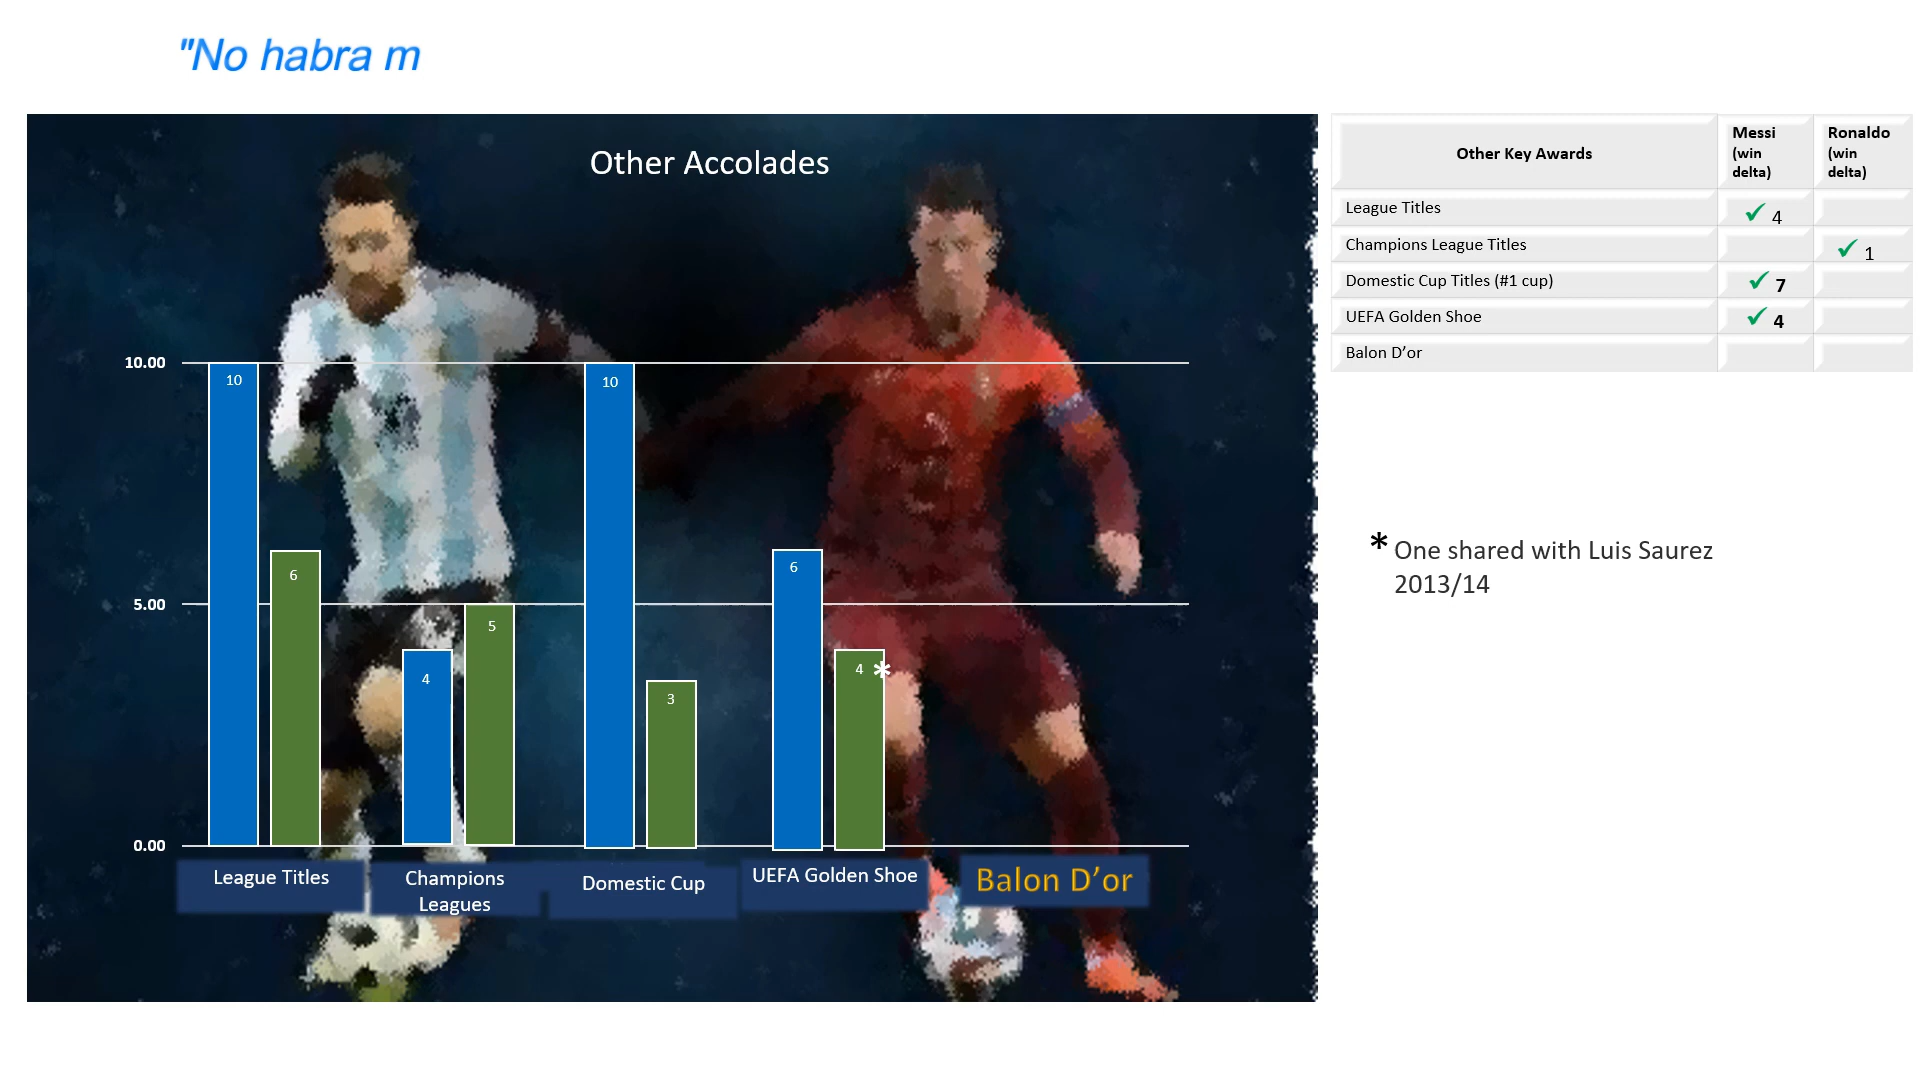 "No habra m
Other Accolades
10.00
5.00
0.00
10
6
4
5
10
3
6
4 *
League Titles
Champions
Leagues
Domestic Cup
UEFA Golden Shoe
Balon D’or
Other Key Awards
Messi
(win
delta)
Ronaldo
(win
delta)
League Titles ✓ 4
Champions League Titles ✓ 1
Domestic Cup Titles (#1 cup) ✓ 7
UEFA Golden Shoe ✓ 4
Balon D’or
* One shared with Luis Saurez
2013/14